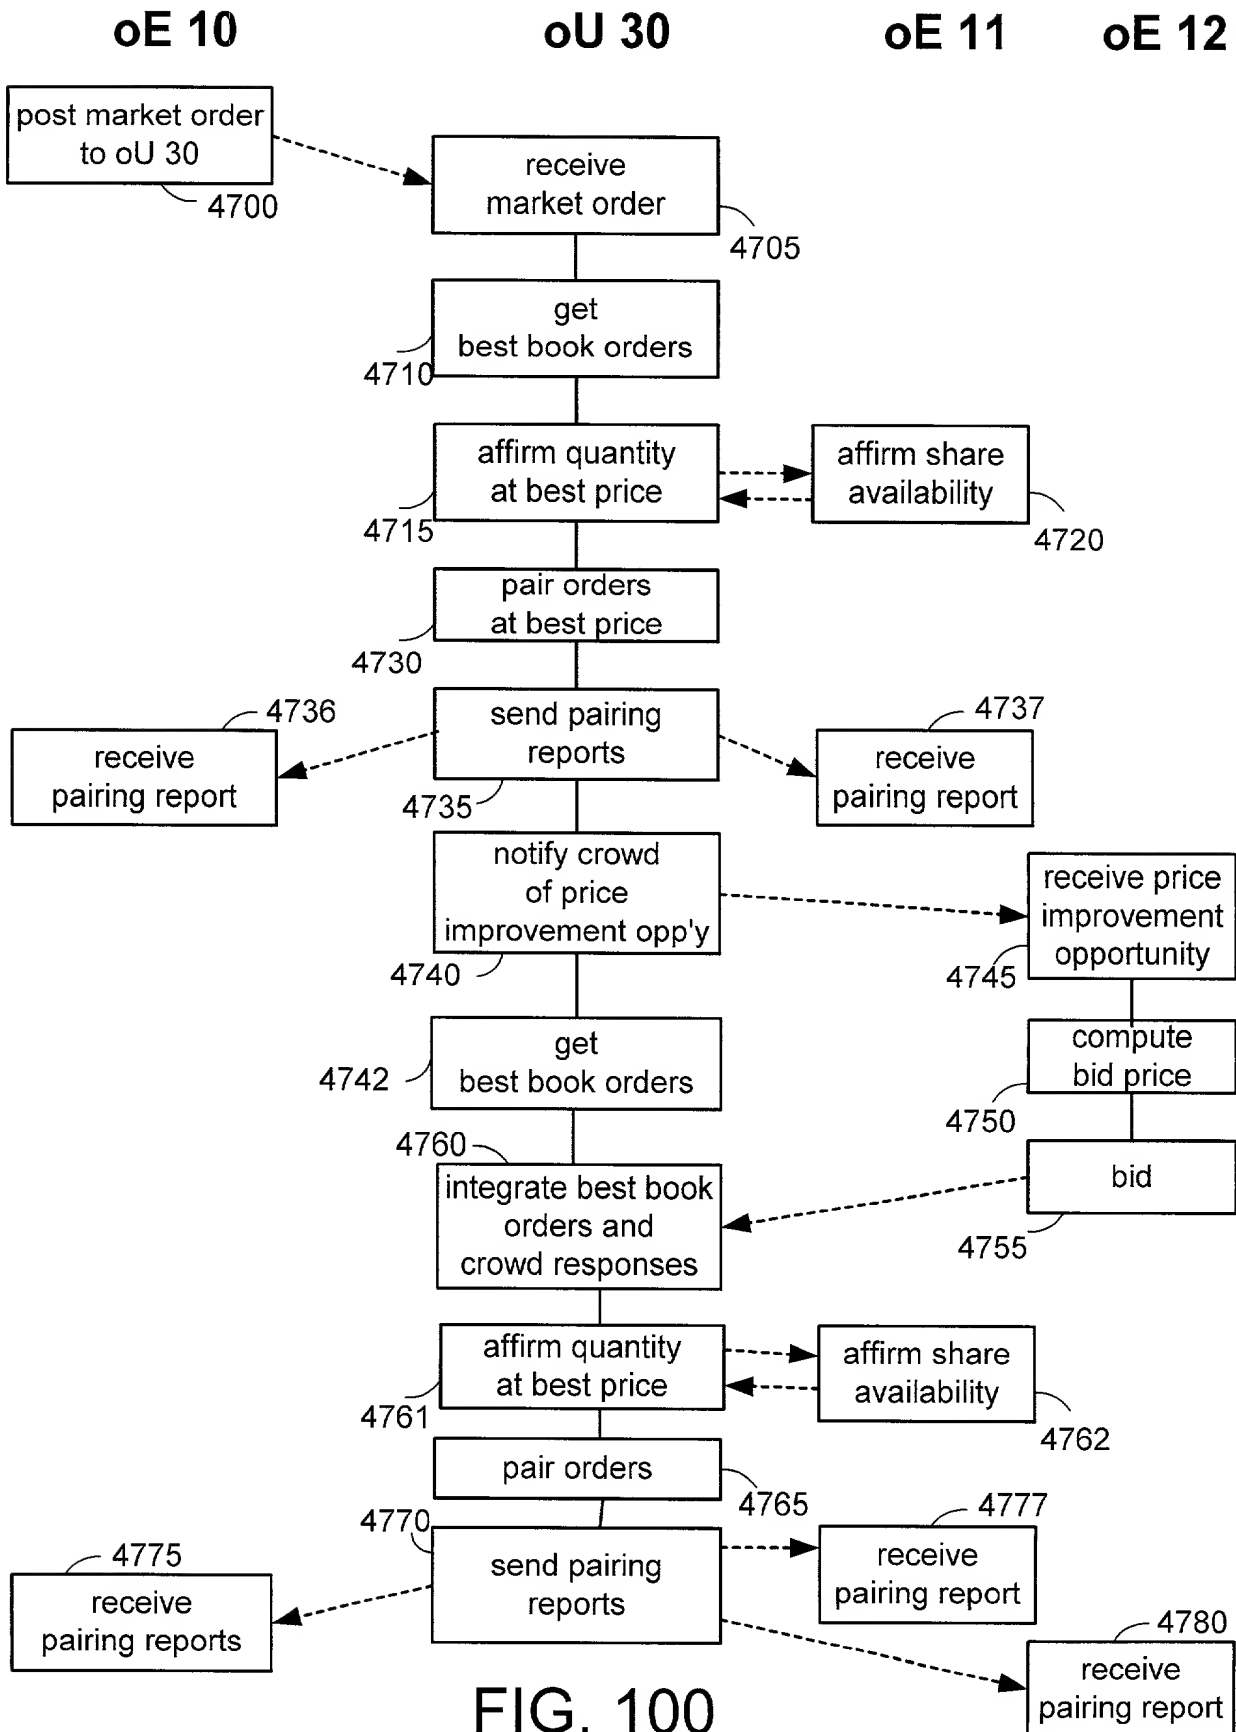 oE 10 oU 30 oE 11 oE 12
post market order
to oU 30
4700
receive
market order
4705
get
best book orders
4710
affirm quantity
at best price
4715
affirm share
availability
4720
pair orders
at best price
4730
4736
receive
pairing report
send pairing
reports
4735
4737
receive
pairing report
notify crowd
of price
improvement opp'y
4740
receive price
improvement
opportunity
4745
get
best book orders
4742
compute
bid price
4750
bid
4755
4760
integrate best book
orders and
crowd responses
affirm quantity
at best price
4761
affirm share
availability
4762
pair orders
4765
4770
send pairing
reports
4777
receive
pairing report
4775
receive
pairing reports
4780
receive
pairing report
FIG. 100